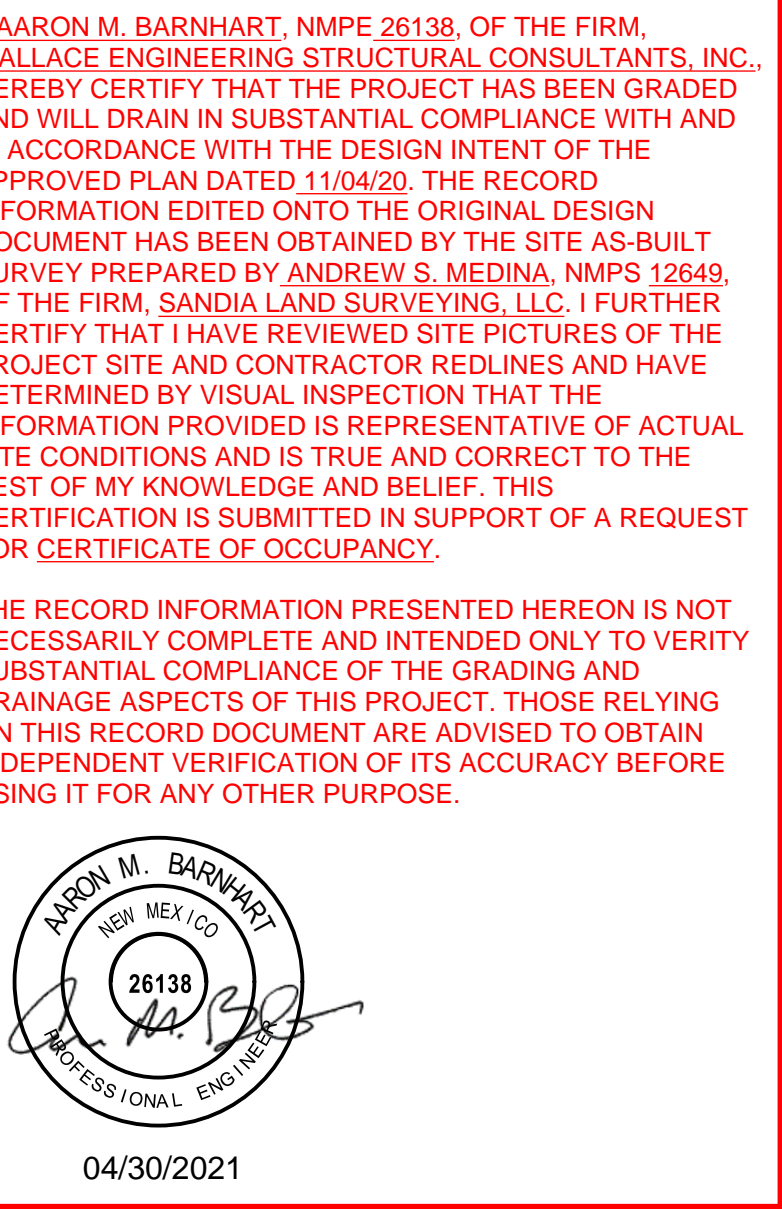 AARON M. BARNHART, NMPE 26138, OF THE FIRM,
ALLACE ENGINEERING STRUCTURAL CONSULTANTS, INC.,
EREBY CERTIFY THAT THE PROJECT HAS BEEN GRADED
ND WILL DRAIN IN SUBSTANTIAL COMPLIANCE WITH AND
ACCORDANCE WITH THE DESIGN INTENT OF THE
PPROVED PLAN DATED 11/04/20. THE RECORD
FORMATION EDITED ONTO THE ORIGINAL DESIGN
OCUMENT HAS BEEN OBTAINED BY THE SITE AS-BUILT
URVEY PREPARED BY ANDREW S. MEDINA, NMPS 12649,
F THE FIRM, SANDIA LAND SURVEYING, LLC. I FURTHER
ERTIFY THAT I HAVE REVIEWED SITE PICTURES OF THE
ROJECT SITE AND CONTRACTOR REDLINES AND HAVE
ETERMINED BY VISUAL INSPECTION THAT THE
FORMATION PROVIDED IS REPRESENTATIVE OF ACTUAL
ITE CONDITIONS AND IS TRUE AND CORRECT TO THE
EST OF MY KNOWLEDGE AND BELIEF. THIS
ERTIFICATION IS SUBMITTED IN SUPPORT OF A REQUEST
OR CERTIFICATE OF OCCUPANCY.
HE RECORD INFORMATION PRESENTED HEREON IS NOT
ECESSARILY COMPLETE AND INTENDED ONLY TO VERITY
UBSTANTIAL COMPLIANCE OF THE GRADING AND
RAINAGE ASPECTS OF THIS PROJECT. THOSE RELYING
N THIS RECORD DOCUMENT ARE ADVISED TO OBTAIN
DEPENDENT VERIFICATION OF ITS ACCURACY BEFORE
SING IT FOR ANY OTHER PURPOSE.
AARON M. BARNHART
NEW MEXICO
26138
PROFESSIONAL ENGINEER
04/30/2021